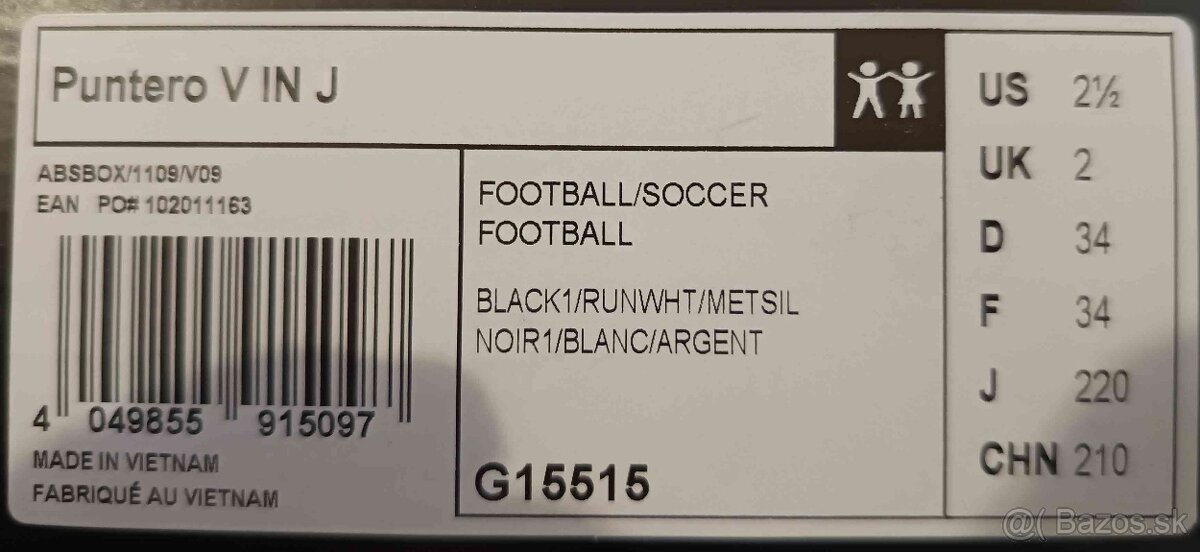 Puntero V IN J
ABSBOX/1109/V09
EAN PO# 102011163
4 049855 915097
MADE IN VIETNAM
FABRIQUÉ AU VIETNAM
FOOTBALL/SOCCER
FOOTBALL
BLACK1/RUNWHT/METSIL
NOIR1/BLANC/ARGENT
G15515
US 2½
UK 2
D 34
F 34
J 220
CHN 210
@( Bazos.sk